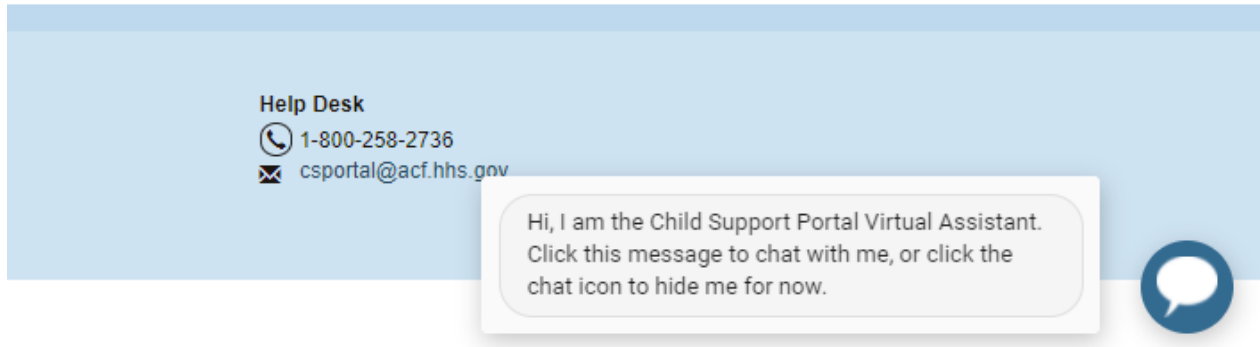 Help Desk
1-800-258-2736
csportal@acf.hhs.gov
Hi, I am the Child Support Portal Virtual Assistant.
Click this message to chat with me, or click the
chat icon to hide me for now.